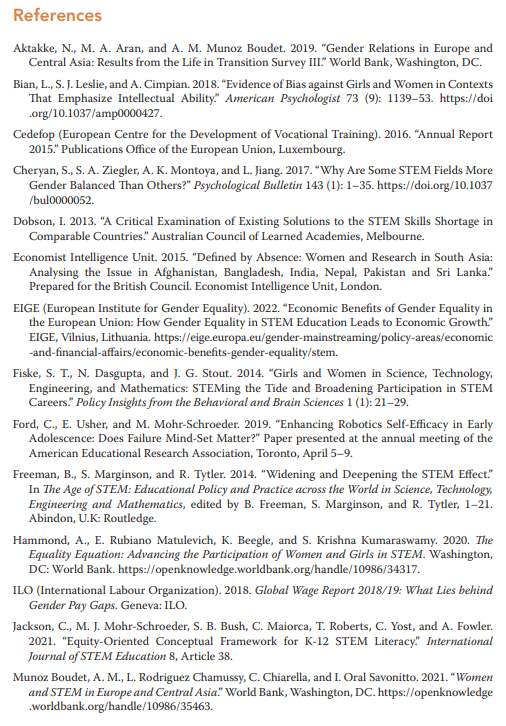 References
Aktakke, N., M. A. Aran, and A. M. Munoz Boudet. 2019. “Gender Relations in Europe and
Central Asia: Results from the Life in Transition Survey III.” World Bank, Washington, DC.
Bian, L., S. J. Leslie, and A. Cimpian. 2018. “Evidence of Bias against Girls and Women in Contexts
That Emphasize Intellectual Ability.” American Psychologist 73 (9): 1139–53. https://doi
.org/10.1037/amp0000427.
Cedefop (European Centre for the Development of Vocational Training). 2016. “Annual Report
2015.” Publications Office of the European Union, Luxembourg.
Cheryan, S., S. A. Ziegler, A. K. Montoya, and L. Jiang. 2017. “Why Are Some STEM Fields More
Gender Balanced Than Others?” Psychological Bulletin 143 (1): 1–35. https://doi.org/10.1037
/bul0000052.
Dobson, I. 2013. “A Critical Examination of Existing Solutions to the STEM Skills Shortage in
Comparable Countries.” Australian Council of Learned Academies, Melbourne.
Economist Intelligence Unit. 2015. “Defined by Absence: Women and Research in South Asia:
Analysing the Issue in Afghanistan, Bangladesh, India, Nepal, Pakistan and Sri Lanka.”
Prepared for the British Council. Economist Intelligence Unit, London.
EIGE (European Institute for Gender Equality). 2022. “Economic Benefits of Gender Equality in
the European Union: How Gender Equality in STEM Education Leads to Economic Growth.”
EIGE, Vilnius, Lithuania. https://eige.europa.eu/gender-mainstreaming/policy-areas/economic
-and-financial-affairs/economic-benefits-gender-equality/stem.
Fiske, S. T., N. Dasgupta, and J. G. Stout. 2014. “Girls and Women in Science, Technology,
Engineering, and Mathematics: STEMing the Tide and Broadening Participation in STEM
Careers.” Policy Insights from the Behavioral and Brain Sciences 1 (1): 21–29.
Ford, C., E. Usher, and M. Mohr-Schroeder. 2019. “Enhancing Robotics Self-Efficacy in Early
Adolescence: Does Failure Mind-Set Matter?” Paper presented at the annual meeting of the
American Educational Research Association, Toronto, April 5–9.
Freeman, B., S. Marginson, and R. Tytler. 2014. “Widening and Deepening the STEM Effect.”
In The Age of STEM: Educational Policy and Practice across the World in Science, Technology,
Engineering and Mathematics, edited by B. Freeman, S. Marginson, and R. Tytler, 1–21.
Abindon, U.K: Routledge.
Hammond, A., E. Rubiano Matulevich, K. Beegle, and S. Krishna Kumaraswamy. 2020. The
Equality Equation: Advancing the Participation of Women and Girls in STEM. Washington,
DC: World Bank. https://openknowledge.worldbank.org/handle/10986/34317.
ILO (International Labour Organization). 2018. Global Wage Report 2018/19: What Lies behind
Gender Pay Gaps. Geneva: ILO.
Jackson, C., M. J. Mohr-Schroeder, S. B. Bush, C. Maiorca, T. Roberts, C. Yost, and A. Fowler.
2021. “Equity-Oriented Conceptual Framework for K-12 STEM Literacy.” International
Journal of STEM Education 8, Article 38.
Munoz Boudet, A. M., L. Rodriguez Chamussy, C. Chiarella, and I. Oral Savonitto. 2021. “Women
and STEM in Europe and Central Asia.” World Bank, Washington, DC. https://openknowledge
.worldbank.org/handle/10986/35463.